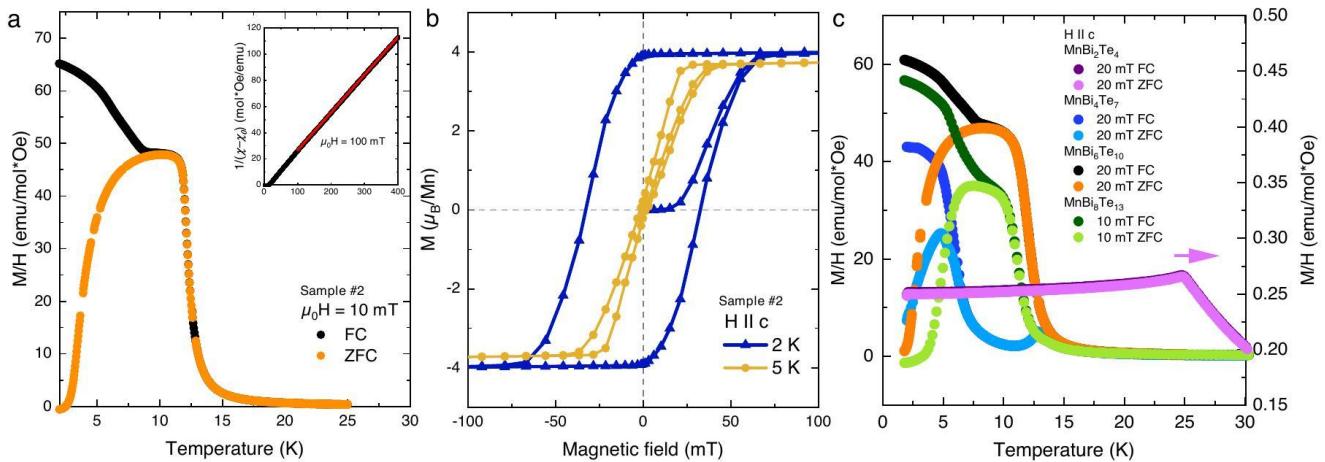 a
70
60
50
40
30
20
10
0
5
10
15
20
25
30
M/H (emu/mol*Oe)
Temperature (K)
120
100
80
60
40
20
0
0
100
200
300
400
1/(χ−χ₀) (mol*Oe/emu)
μ₀H = 100 mT
Sample #2
μ₀H = 10 mT
FC
ZFC
b
4
2
0
-2
-4
-100
-50
0
50
100
M (μ_B/Mn)
Magnetic field (mT)
Sample #2
H II c
2 K
5 K
c
60
40
20
0
0
5
10
15
20
25
30
M/H (emu/mol*Oe)
Temperature (K)
0.50
0.45
0.40
0.35
0.30
0.25
0.20
0.15
M/H (emu/mol*Oe)
H II c
MnBi₂Te₄
20 mT FC
20 mT ZFC
MnBi₄Te₇
20 mT FC
20 mT ZFC
MnBi₆Te₁₀
20 mT FC
20 mT ZFC
MnBi₈Te₁₃
10 mT FC
10 mT ZFC